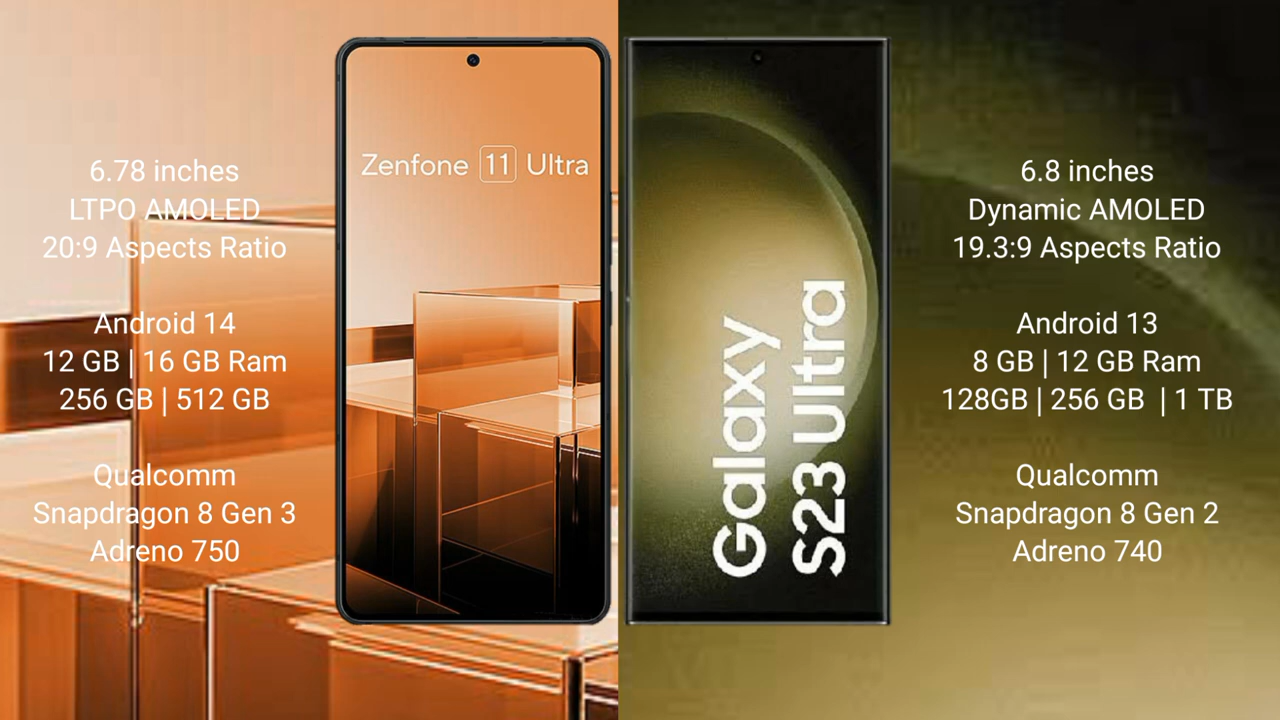 6.78 inches
LTPO AMOLED
20:9 Aspects Ratio
Android 14
12 GB | 16 GB Ram
256 GB | 512 GB
Qualcomm
Snapdragon 8 Gen 3
Adreno 750
Zenfone 11 Ultra
Galaxy
S23 Ultra
6.8 inches
Dynamic AMOLED
19.3:9 Aspects Ratio
Android 13
8 GB | 12 GB Ram
128GB | 256 GB | 1 TB
Qualcomm
Snapdragon 8 Gen 2
Adreno 740